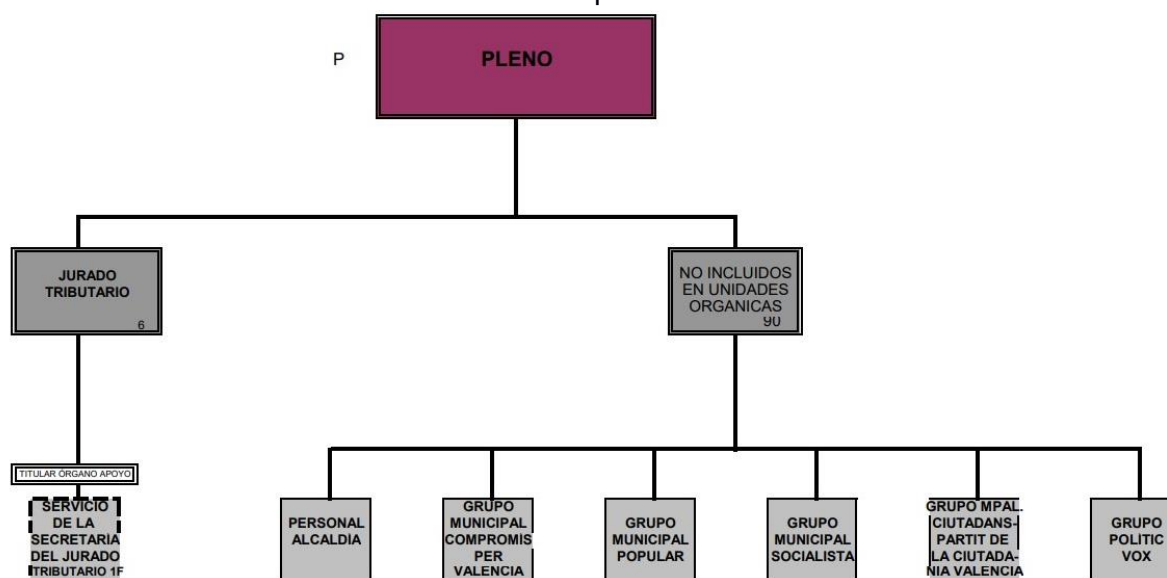 P
PLENO
JURADO
TRIBUTARIO
6
NO INCLUIDOS
EN UNIDADES
ORGANICAS
90
TITULAR ÓRGANO APOYO
SERVICIO
DE LA
SECRETARIA
DEL JURADO
TRIBUTARIO 1F
PERSONAL
ALCALDIA
GRUPO
MUNICIPAL
COMPROMIS
PER
VALENCIA
GRUPO
MUNICIPAL
POPULAR
GRUPO
MUNICIPAL
SOCIALISTA
GRUPO MPAL.
CIUTADANS-
PARTIT DE
LA CIUTADA-
NIA VALENCIA
GRUPO
POLITIC
VOX